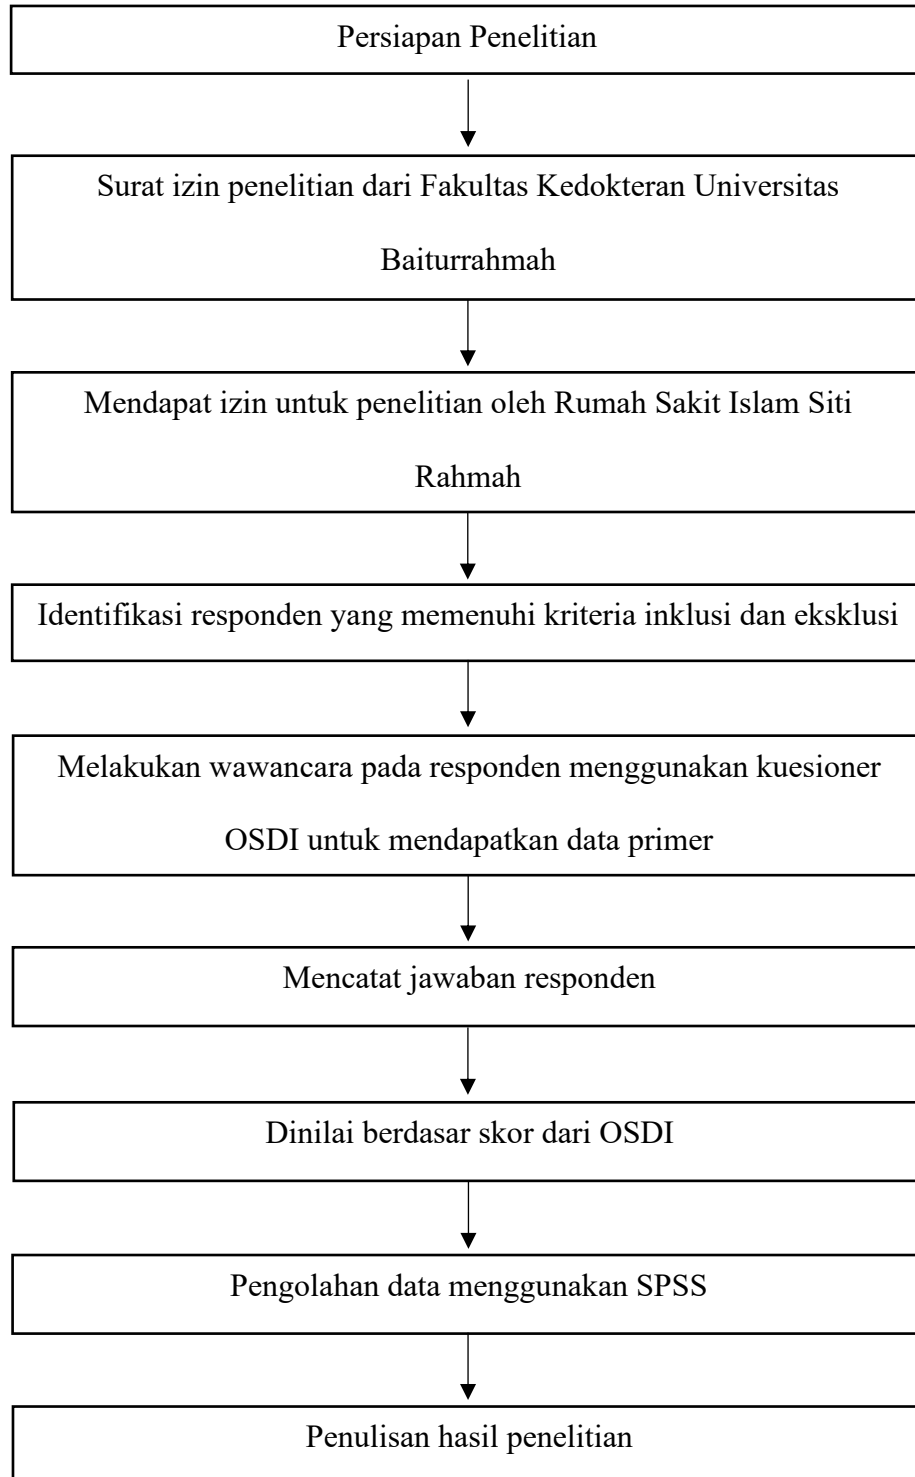 Persiapan Penelitian
Surat izin penelitian dari Fakultas Kedokteran Universitas
Baiturrahmah
Mendapat izin untuk penelitian oleh Rumah Sakit Islam Siti
Rahmah
Identifikasi responden yang memenuhi kriteria inklusi dan eksklusi
Melakukan wawancara pada responden menggunakan kuesioner
OSDI untuk mendapatkan data primer
Mencatat jawaban responden
Dinilai berdasar skor dari OSDI
Pengolahan data menggunakan SPSS
Penulisan hasil penelitian